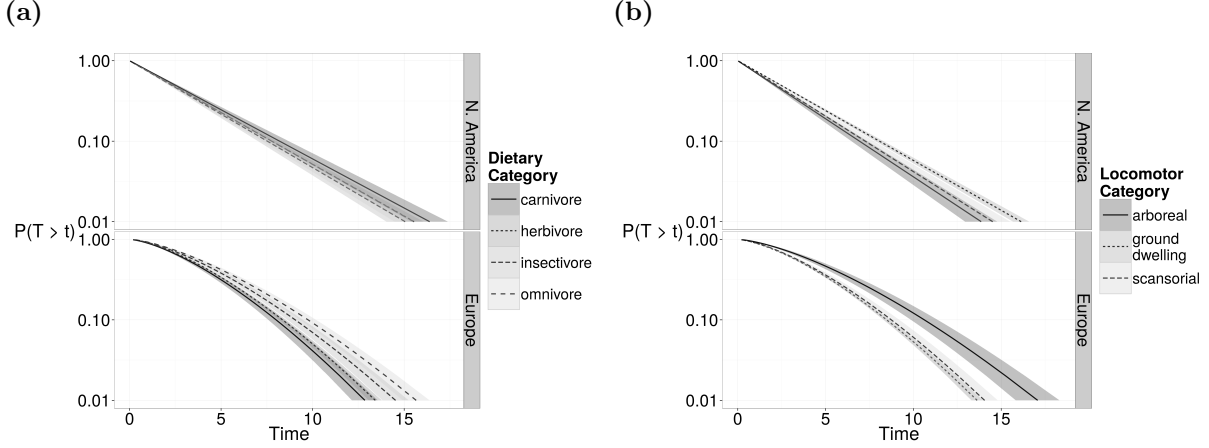 (a)
1.00
0.10
0.01
N. America
P(T > t)
1.00
0.10
0.01
Europe
0
5
10
15
Time
Dietary
Category
carnivore
herbivore
insectivore
omnivore
(b)
1.00
0.10
0.01
N. America
P(T > t)
1.00
0.10
0.01
Europe
0
5
10
15
Time
Locomotor
Category
arboreal
ground
dwelling
scansorial